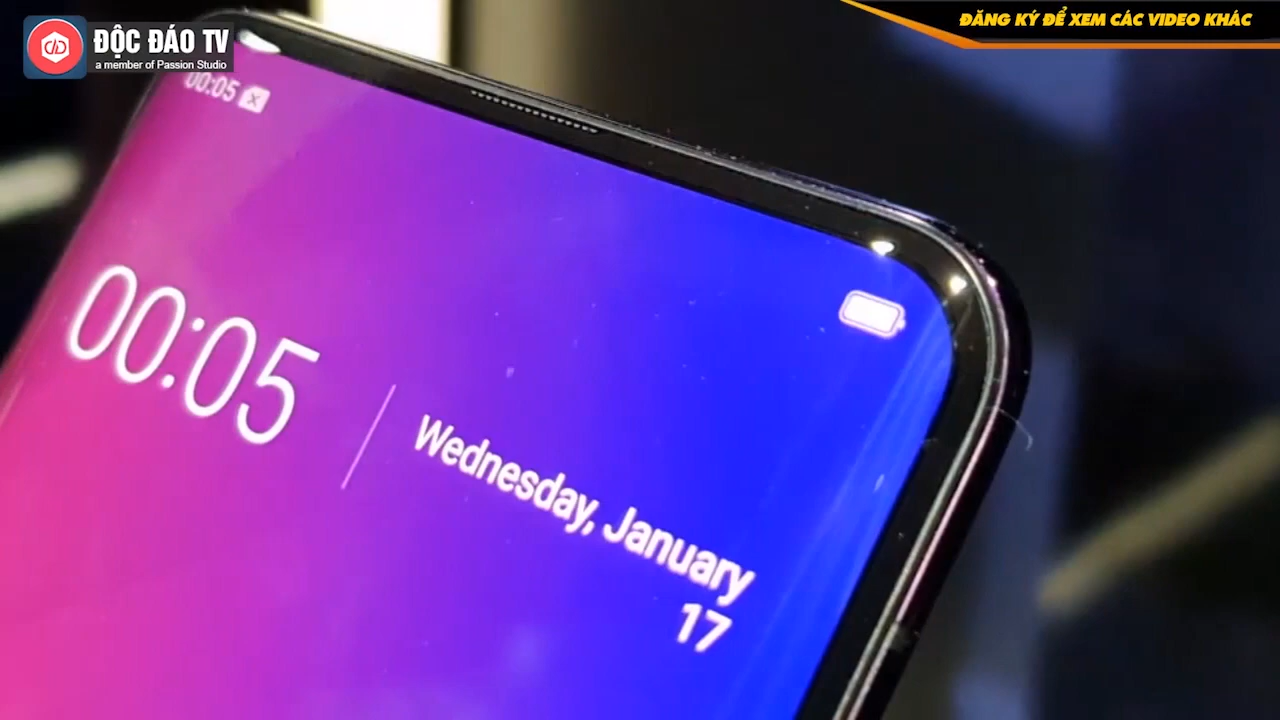 ĐỘC ĐÁO TV
a member of Passion Studio
ĐĂNG KÝ ĐỂ XEM CÁC VIDEO KHÁC
00:05
00:05
Wednesday, January
17